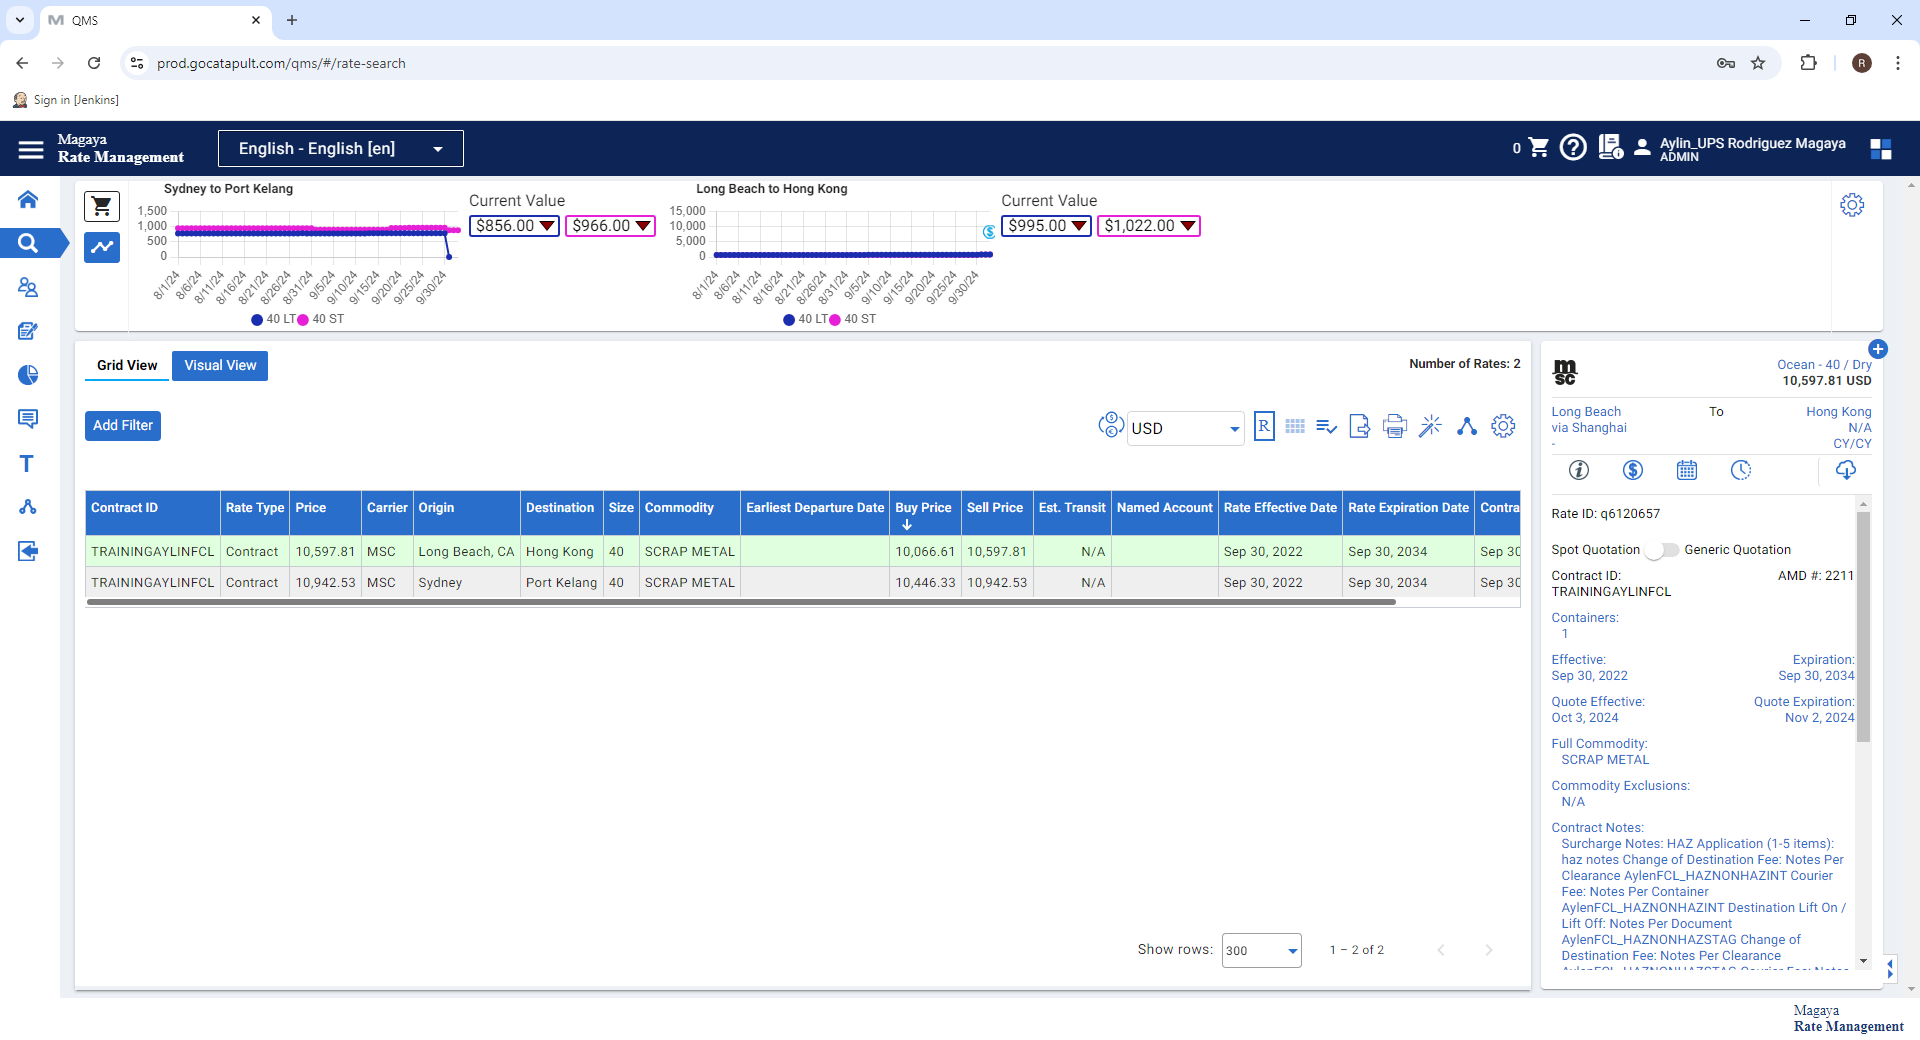 QMS
prod.gocatapult.com/qms/#/rate-search
R
Sign in [Jenkins]
Magaya
Rate Management
English - English [en]
0
Aylin_UPS Rodriguez Magaya
ADMIN
Sydney to Port Kelang
1,500
1,000
500
0
8/1/24 8/6/24 8/11/24 8/16/24 8/21/24 8/26/24 8/31/24 9/5/24 9/10/24 9/15/24 9/20/24 9/25/24 9/30/24
40 LT 40 ST
Current Value
$856.00 $966.00
Long Beach to Hong Kong
15,000
10,000
5,000
0
8/1/24 8/6/24 8/11/24 8/16/24 8/21/24 8/26/24 8/31/24 9/5/24 9/10/24 9/15/24 9/20/24 9/25/24 9/30/24
40 LT 40 ST
Current Value
$995.00 $1,022.00
Grid View Visual View
Number of Rates: 2
Add Filter
USD
R
Contract ID Rate Type Price Carrier Origin Destination Size Commodity Earliest Departure Date Buy Price Sell Price Est. Transit Named Account Rate Effective Date Rate Expiration Date Contra
TRAININGAYLINFCL Contract 10,597.81 MSC Long Beach, CA Hong Kong 40 SCRAP METAL 10,066.61 10,597.81 N/A Sep 30, 2022 Sep 30, 2034 Sep 30
TRAININGAYLINFCL Contract 10,942.53 MSC Sydney Port Kelang 40 SCRAP METAL 10,446.33 10,942.53 N/A Sep 30, 2022 Sep 30, 2034 Sep 30
Show rows: 300 1 – 2 of 2
msc
Ocean - 40 / Dry
10,597.81 USD
Long Beach To Hong Kong
via Shanghai N/A
- CY/CY
Rate ID: q6120657
Spot Quotation Generic Quotation
Contract ID: AMD #: 2211
TRAININGAYLINFCL
Containers:
1
Effective: Expiration:
Sep 30, 2022 Sep 30, 2034
Quote Effective: Quote Expiration:
Oct 3, 2024 Nov 2, 2024
Full Commodity:
SCRAP METAL
Commodity Exclusions:
N/A
Contract Notes:
Surcharge Notes: HAZ Application (1-5 items):
haz notes Change of Destination Fee: Notes Per
Clearance AylenFCL_HAZNONHAZINT Courier
Fee: Notes Per Container
AylenFCL_HAZNONHAZINT Destination Lift On /
Lift Off: Notes Per Document
AylenFCL_HAZNONHAZSTAG Change of
Destination Fee: Notes Per Clearance
AylenFCL_HAZNONHAZSTAG Courier Fee: Notes
Magaya
Rate Management